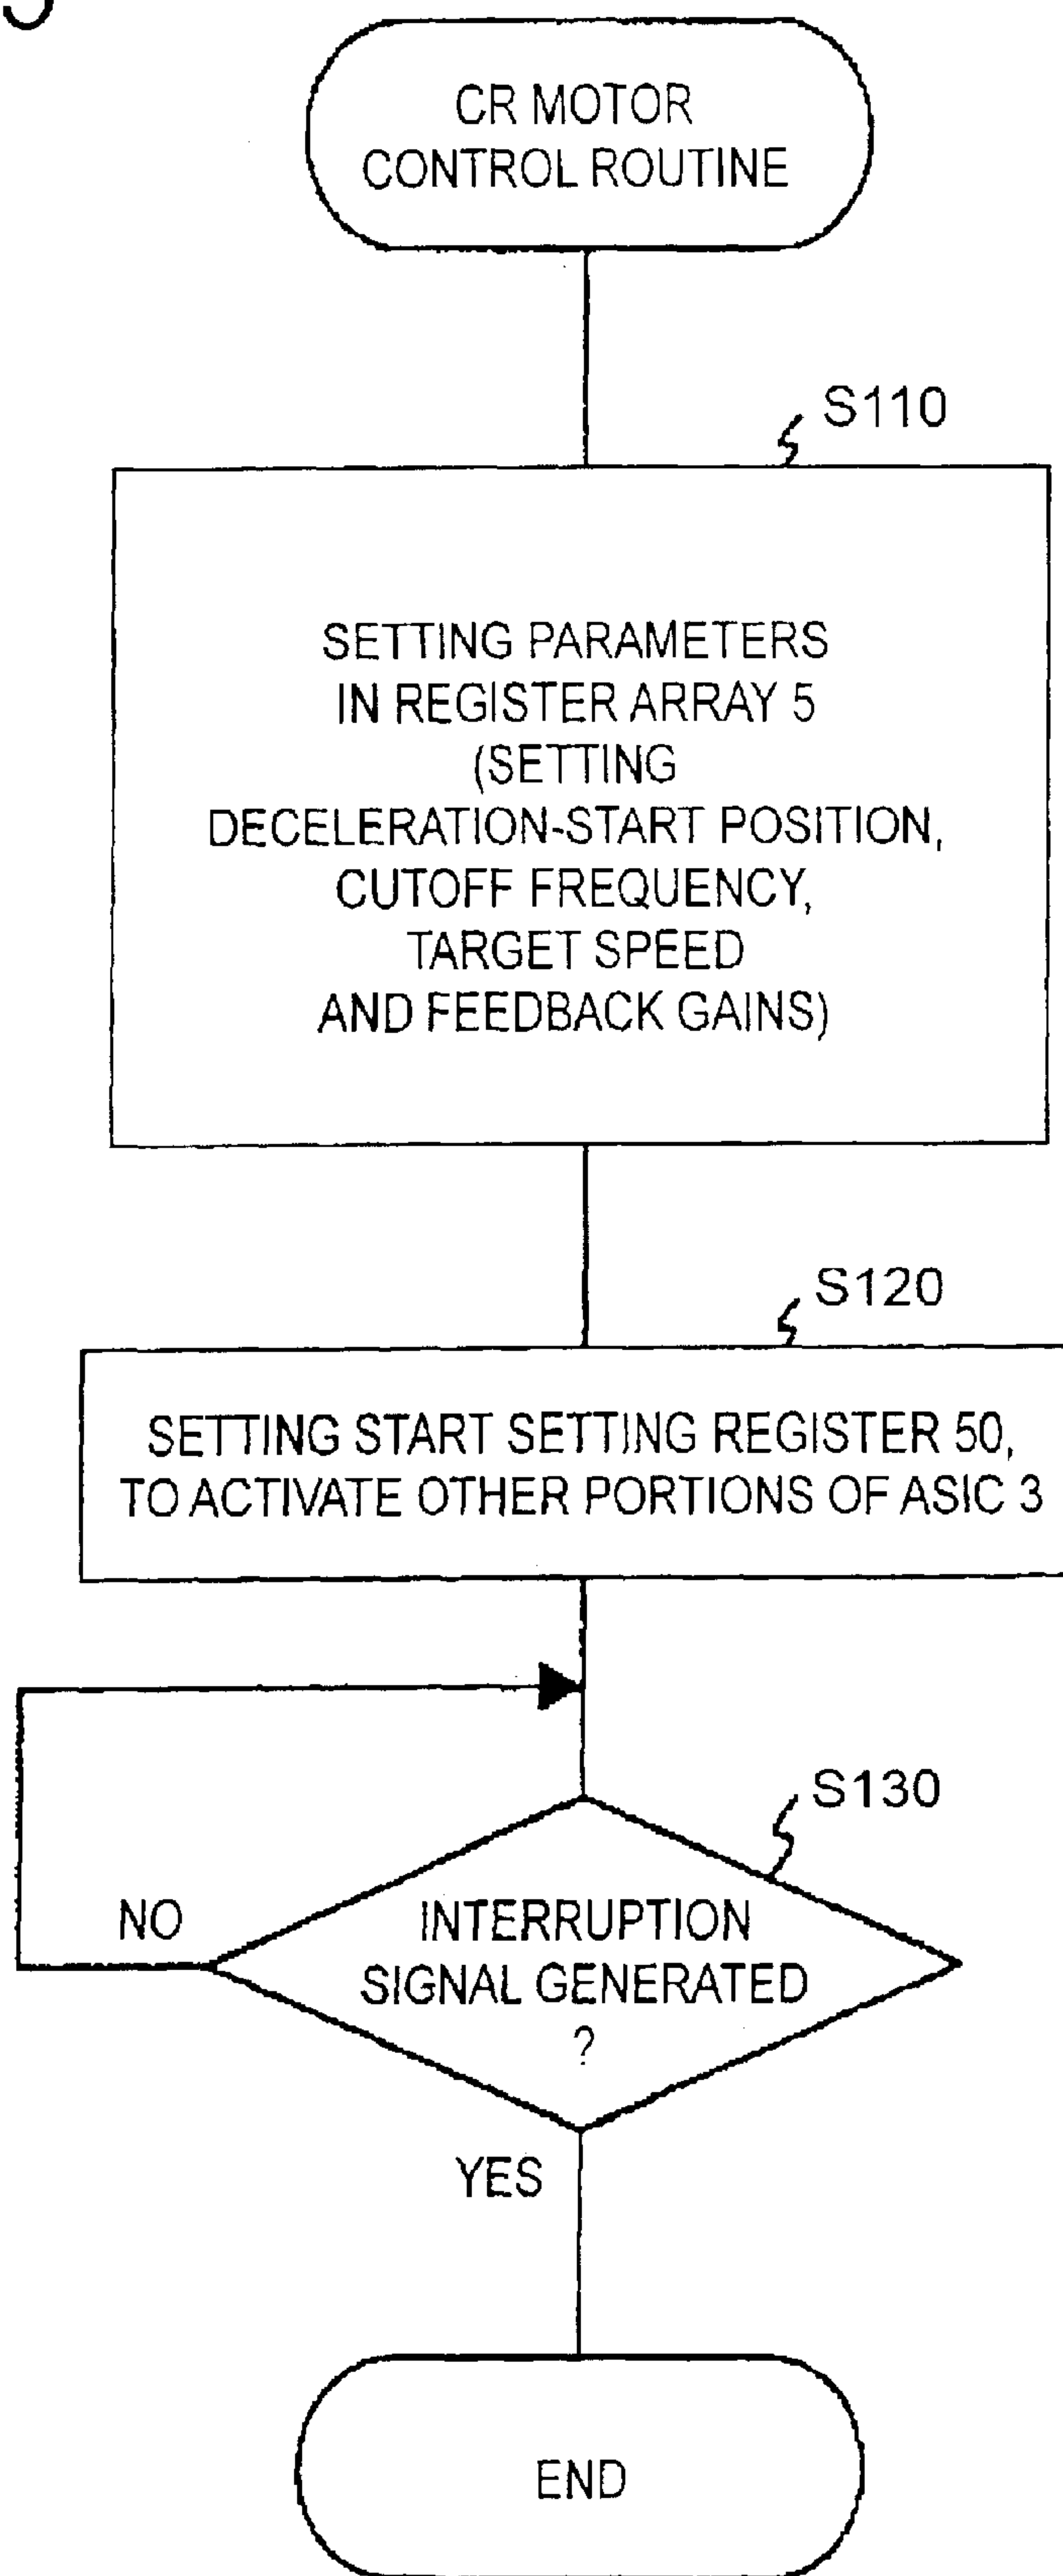 CR MOTOR
CONTROL ROUTINE
S110
SETTING PARAMETERS
IN REGISTER ARRAY 5
(SETTING
DECELERATION-START POSITION,
CUTOFF FREQUENCY,
TARGET SPEED
AND FEEDBACK GAINS)
S120
SETTING START SETTING REGISTER 50,
TO ACTIVATE OTHER PORTIONS OF ASIC 3
S130
NO
INTERRUPTION
SIGNAL GENERATED
?
YES
END